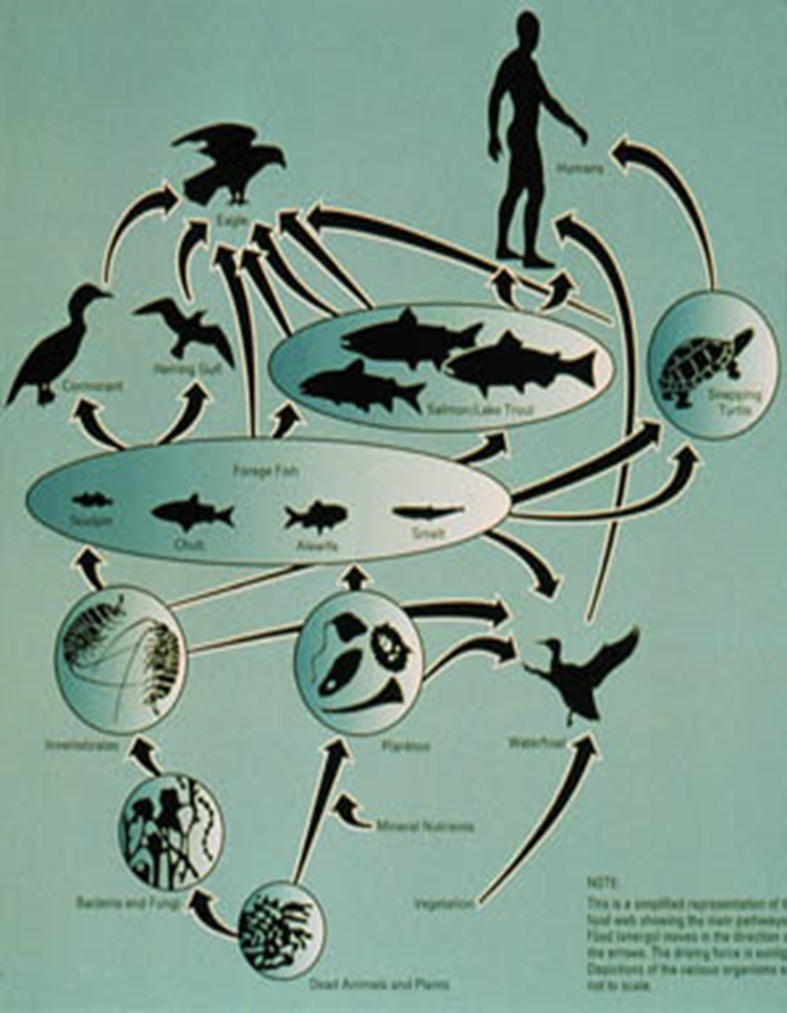 Humans
Eagle
Cormorant
Herring Gull
Salmon/Lake Trout
Snapping
Turtle
Forage Fish
Sculpin
Chub
Alewife
Smelt
Invertebrates
Plankton
Waterfowl
Mineral Nutrients
Bacteria and Fungi
Vegetation
Dead Animals and Plants
NOTE:
This is a simplified representation of
food web showing the main pathways
Food (energy) moves in the direction
the arrows. The driving force is
Depictions of the various organisms
not to scale.